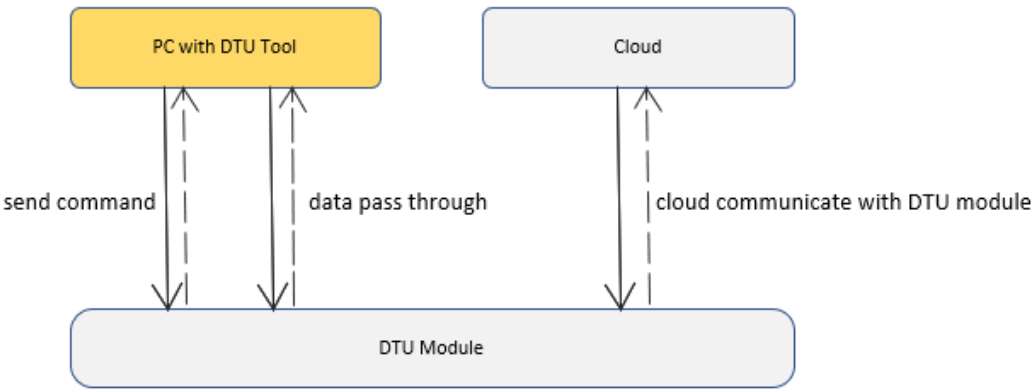 PC with DTU Tool
Cloud
send command
data pass through
cloud communicate with DTU module
DTU Module